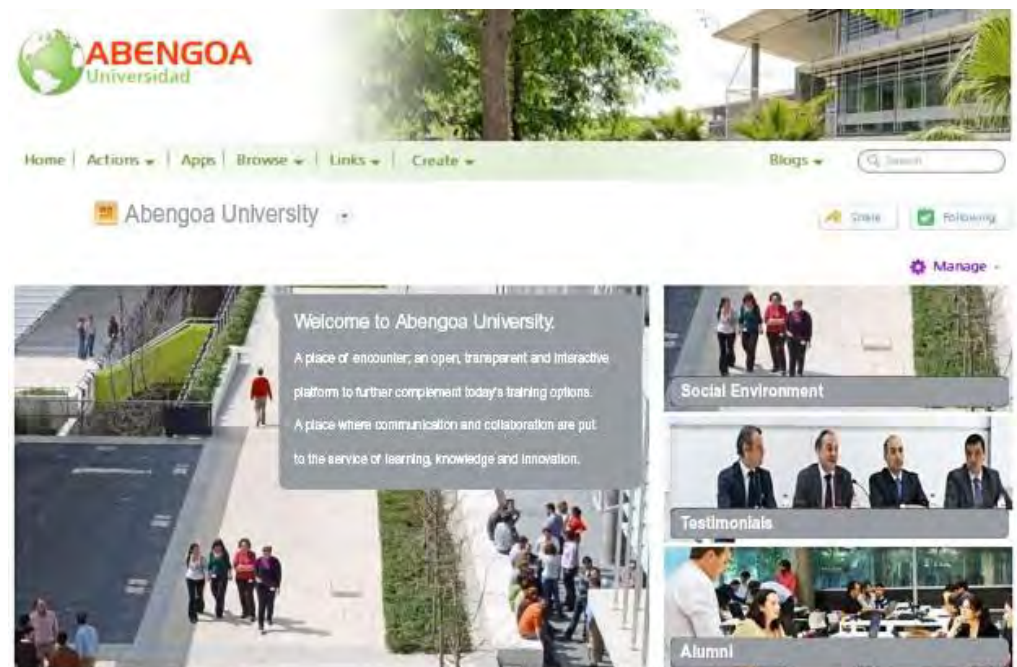 ABENGOA
Universidad
Home | Actions | Apps | Browse | Links | Create
Blogs
Search
Abengoa University
Share
Following
Manage
Welcome to Abengoa University.
A place of encounter; an open, transparent and interactive
platform to further complement today's training options.
A place where communication and collaboration are put
to the service of learning, knowledge and innovation.
Social Environment
Testimonials
Alumni